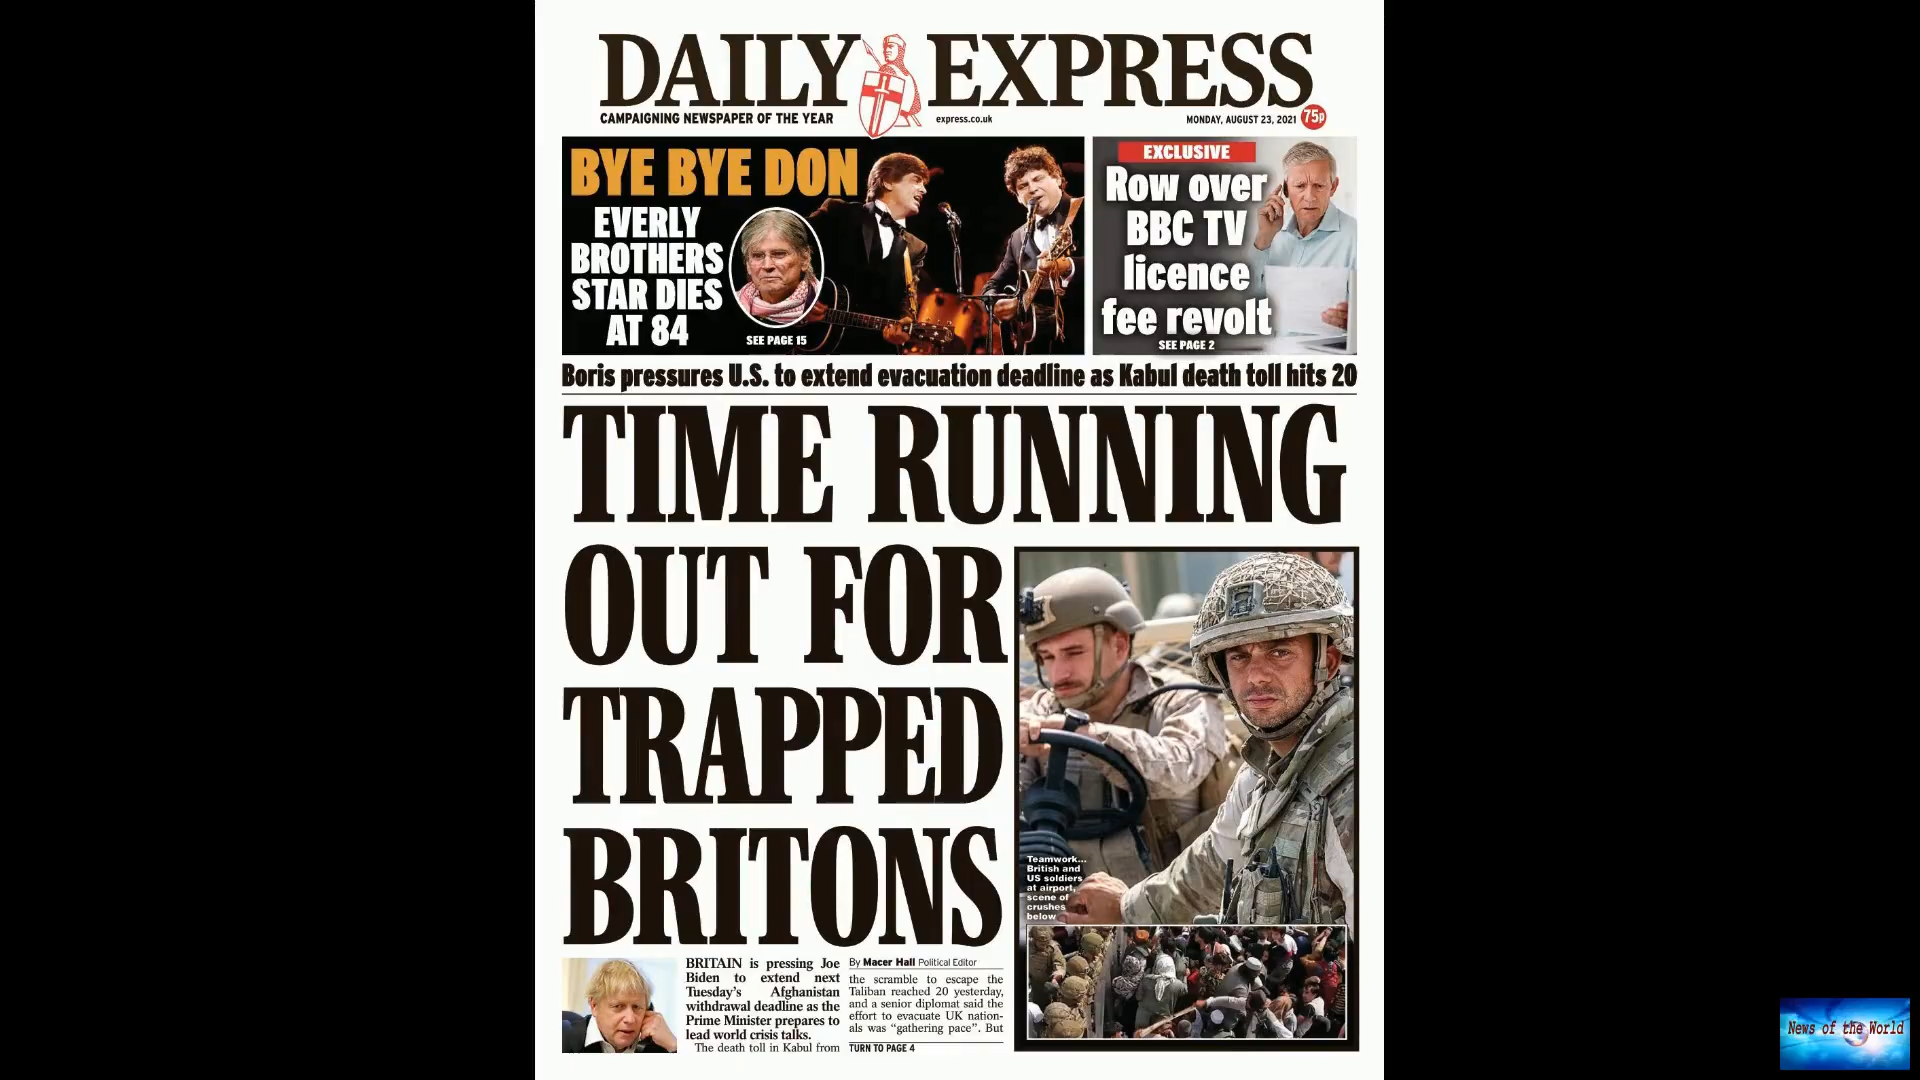 DAILY EXPRESS
CAMPAIGNING NEWSPAPER OF THE YEAR
express.co.uk
MONDAY, AUGUST 23, 2021
75p
BYE BYE DON
EVERLY
BROTHERS
STAR DIES
AT 84
SEE PAGE 15
EXCLUSIVE
Row over
BBC TV
licence
fee revolt
SEE PAGE 2
Boris pressures U.S. to extend evacuation deadline as Kabul death toll hits 20
TIME RUNNING
OUT FOR
TRAPPED
BRITONS
Teamwork...
British and
US soldiers
at airport,
scene of
crushes
below
BRITAIN is pressing Joe
Biden to extend next
Tuesday's Afghanistan
withdrawal deadline as the
Prime Minister prepares to
lead world crisis talks.
The death toll in Kabul from
By Macer Hall Political Editor
the scramble to escape the
Taliban reached 20 yesterday,
and a senior diplomat said the
effort to evacuate UK nation-
als was “gathering pace”. But
TURN TO PAGE 4
News of the World